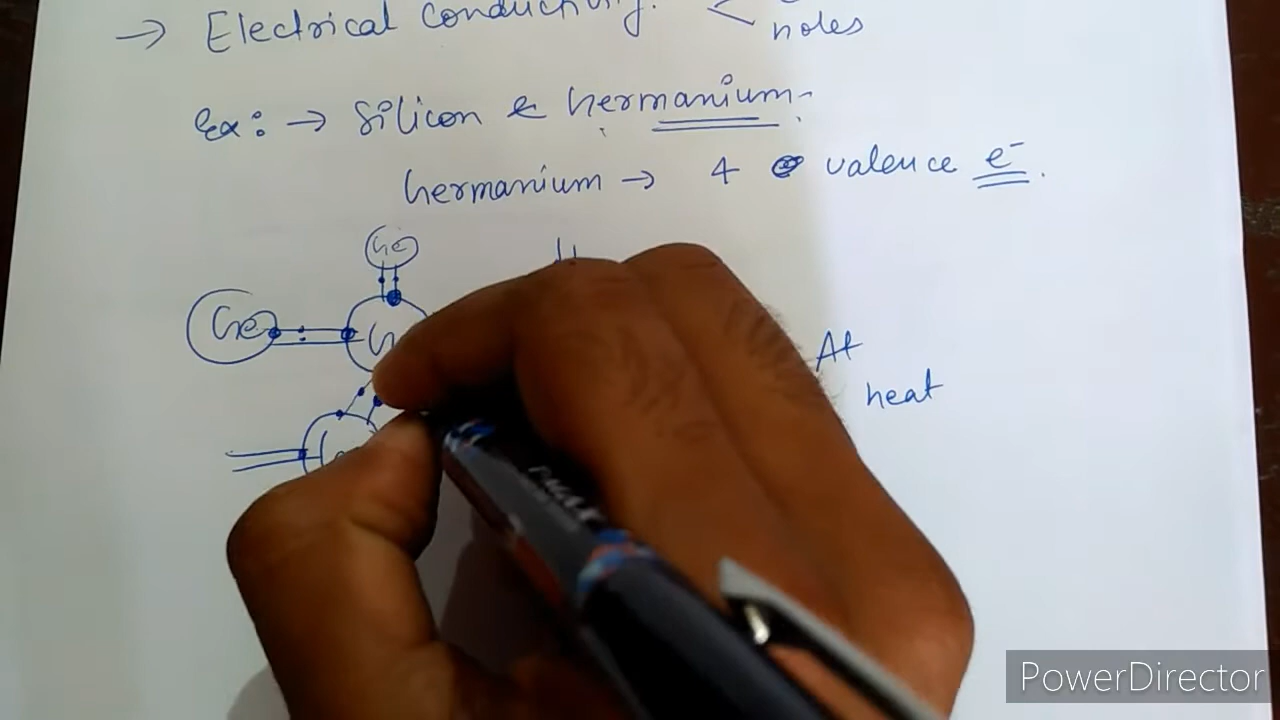 → Electrical conductivity. <
holes
Ex: → Silicon & Germanium.
Germanium → 4 valence e⁻.
Ge
Ge
G
At
heat
PowerDirector